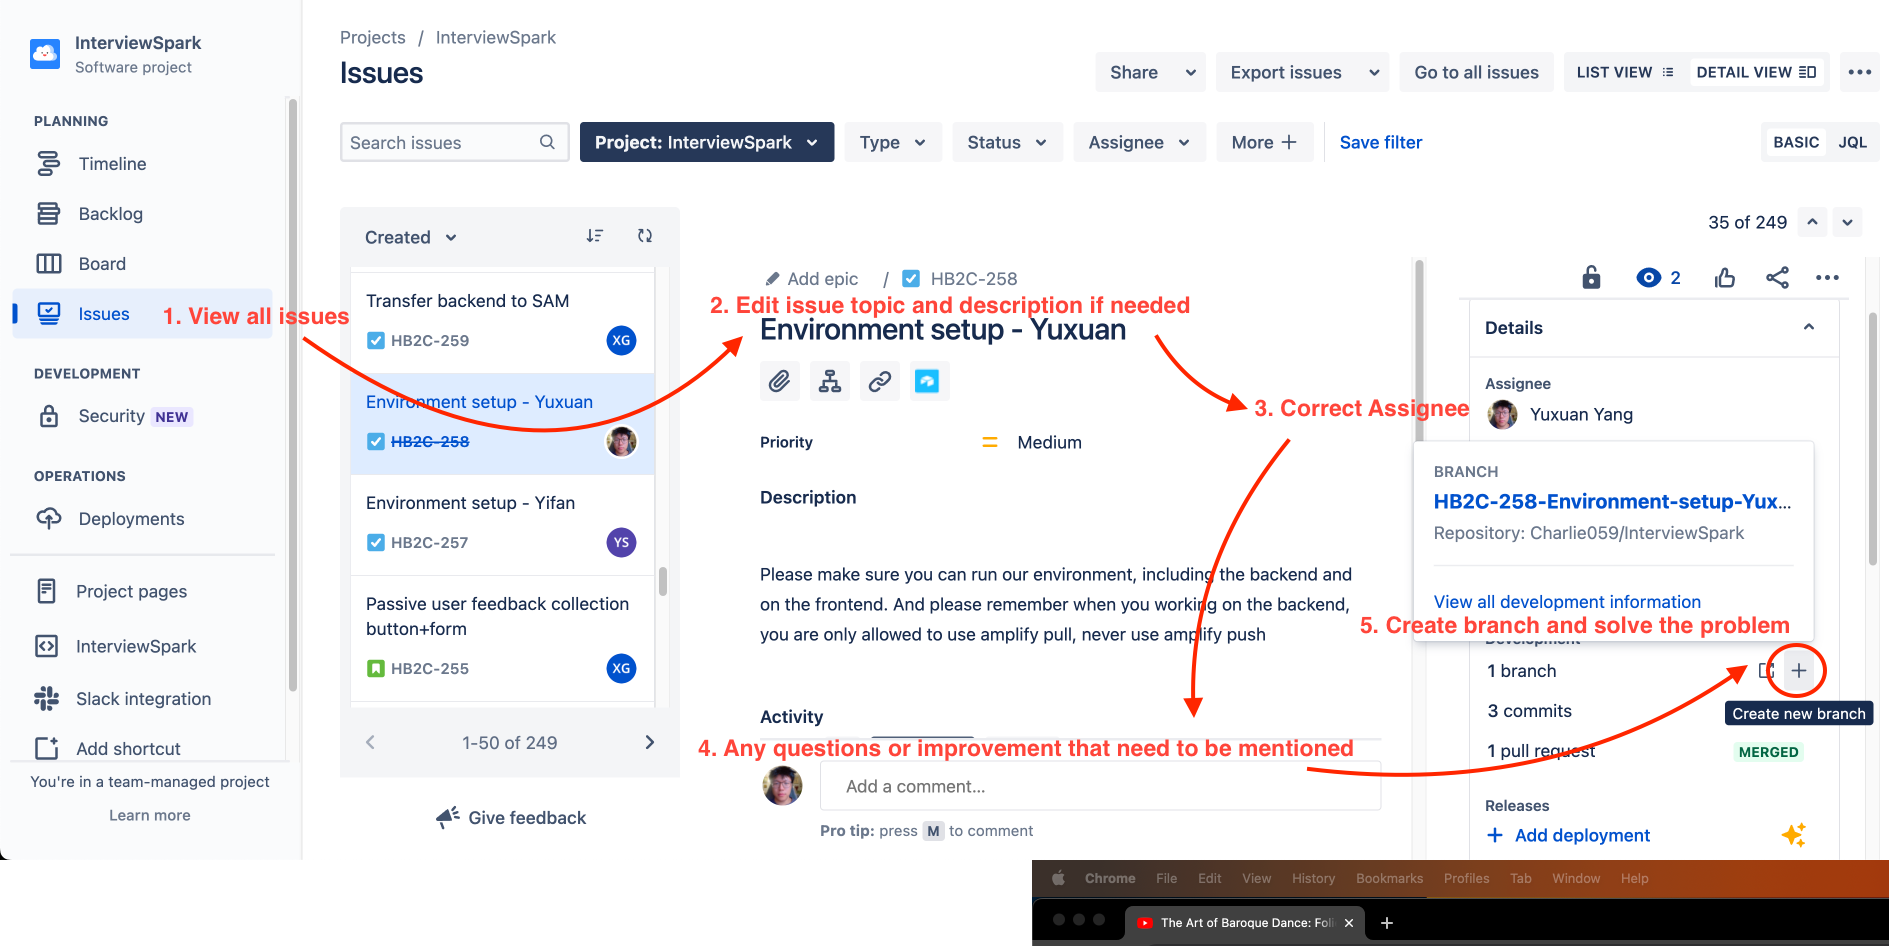 InterviewSpark
Software project
PLANNING
Timeline
Backlog
Board
Issues
1. View all issues
DEVELOPMENT
Security NEW
OPERATIONS
Deployments
Project pages
InterviewSpark
Slack integration
Add shortcut
You're in a team-managed project
Learn more
Projects / InterviewSpark
Issues
Share
Export issues
Go to all issues
LIST VIEW
DETAIL VIEW
Search issues
Project: InterviewSpark
Type
Status
Assignee
More +
Save filter
BASIC
JQL
Created
Transfer backend to SAM
HB2C-259
XG
Environment setup - Yuxuan
HB2C-258
Environment setup - Yifan
HB2C-257
YS
Passive user feedback collection
button+form
HB2C-255
XG
1-50 of 249
Give feedback
35 of 249
Add epic / HB2C-258
2. Edit issue topic and description if needed
Environment setup - Yuxuan
Priority
Medium
Description
Please make sure you can run our environment, including the backend and
on the frontend. And please remember when you working on the backend,
you are only allowed to use amplify pull, never use amplify push
Activity
4. Any questions or improvement that need to be mentioned
Add a comment...
Pro tip: press M to comment
2
Details
Assignee
3. Correct Assignee
Yuxuan Yang
BRANCH
HB2C-258-Environment-setup-Yux...
Repository: Charlie059/InterviewSpark
View all development information
5. Create branch and solve the problem
Development
1 branch
Create new branch
3 commits
1 pull request
MERGED
Releases
+ Add deployment
Chrome File Edit View History Bookmarks Profiles Tab Window Help
The Art of Baroque Dance: Foli